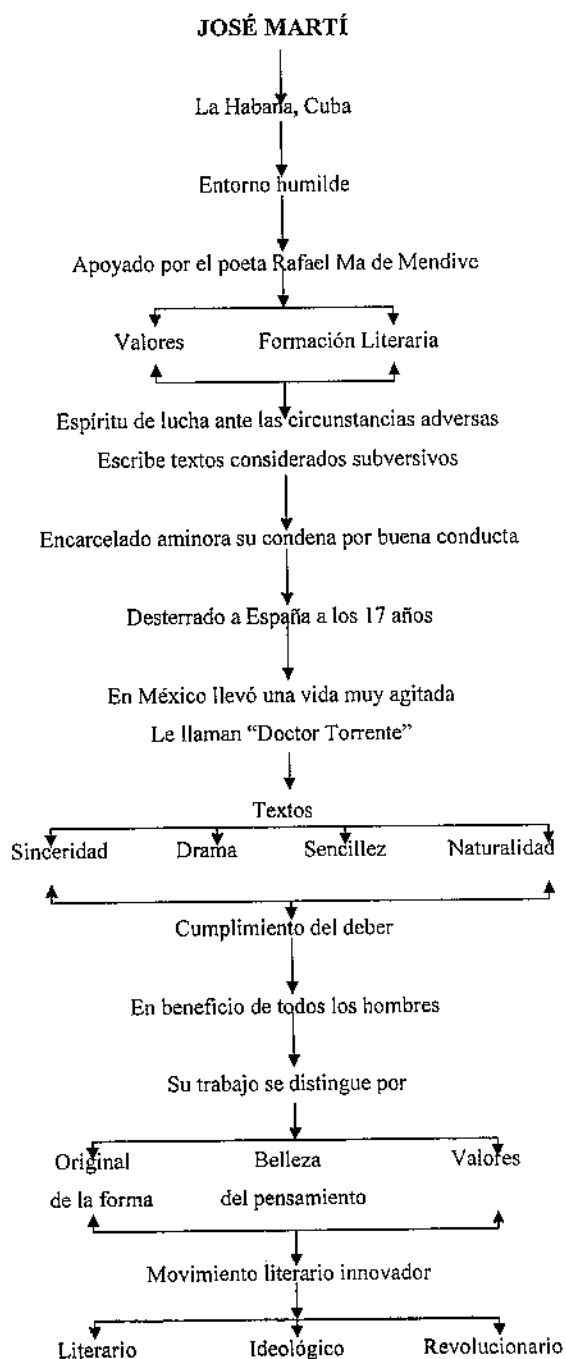 JOSÉ MARTÍ
La Habana, Cuba
Entorno humilde
Apoyado por el poeta Rafael Ma de Mendive
Valores Formación Literaria
Espíritu de lucha ante las circunstancias adversas
Escribe textos considerados subversivos
Encarcelado aminora su condena por buena conducta
Desterrado a España a los 17 años
En México llevó una vida muy agitada
Le llaman “Doctor Torrente”
Textos
Sinceridad Drama Sencillez Naturalidad
Cumplimiento del deber
En beneficio de todos los hombres
Su trabajo se distingue por
Original Belleza Valores
de la forma del pensamiento
Movimiento literario innovador
Literario Ideológico Revolucionario